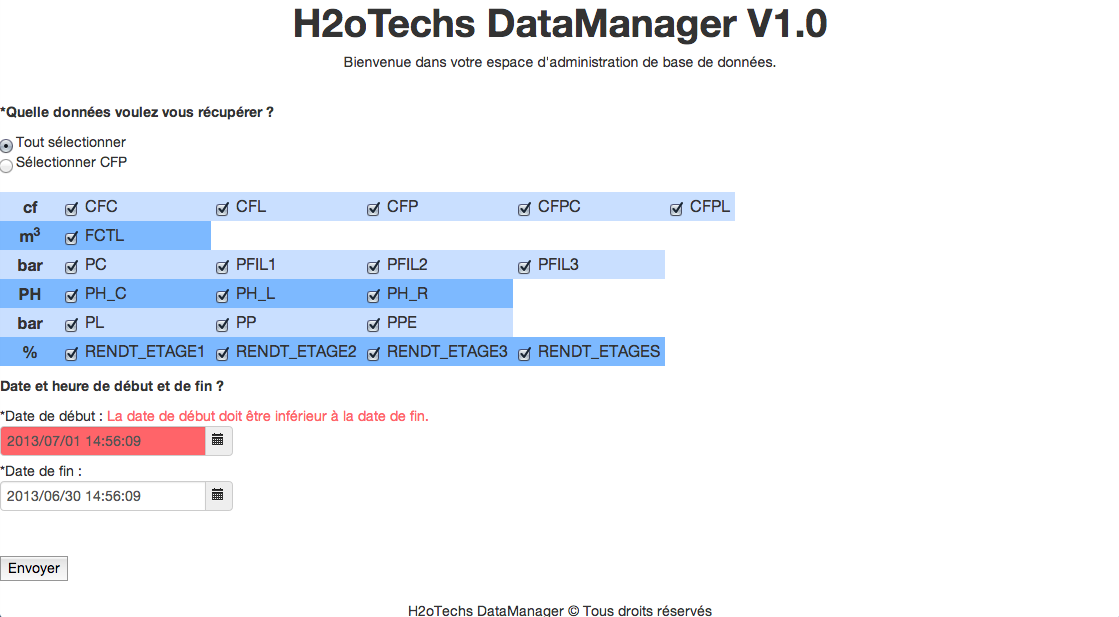 H2oTechs DataManager V1.0
Bienvenue dans votre espace d'administration de base de données.
*Quelle données voulez vous récupérer ?
Tout sélectionner
Sélectionner CFP
cf CFC CFL CFP CFPC CFPL
m³ FCTL
bar PC PFIL1 PFIL2 PFIL3
PH PH_C PH_L PH_R
bar PL PP PPE
% RENDT_ETAGE1 RENDT_ETAGE2 RENDT_ETAGE3 RENDT_ETAGES
Date et heure de début et de fin ?
*Date de début : La date de début doit être inférieur à la date de fin.
2013/07/01 14:56:09
*Date de fin :
2013/06/30 14:56:09
Envoyer
H2oTechs DataManager © Tous droits réservés